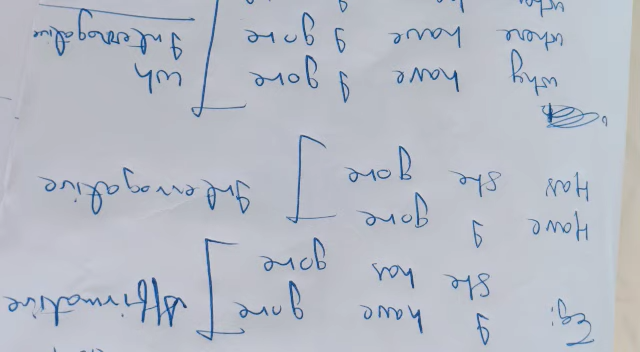 Eg: I have gone Affirmative
She has gone
Have I gone
Has she gone Interrogative
Why have I gone Wh
Where have I gone Interrogative